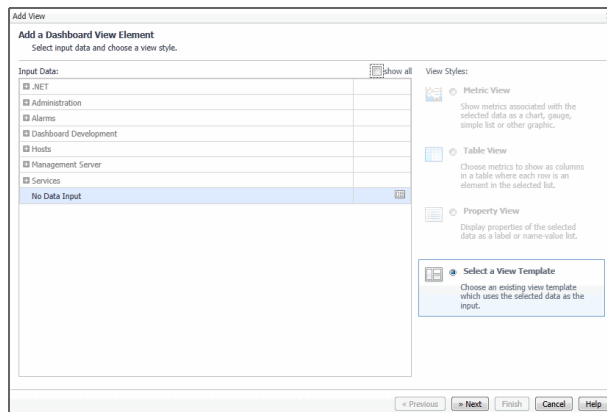 Add View
Add a Dashboard View Element
Select input data and choose a view style.
Input Data:
show all
.NET
Administration
Alarms
Dashboard Development
Hosts
Management Server
Services
No Data Input
View Styles:
Metric View
Show metrics associated with the
selected data as a chart, gauge,
simple list or other graphic.
Table View
Choose metrics to show as columns
in a table where each row is an
element in the selected list.
Property View
Display properties of the selected
data as a label or name-value list.
Select a View Template
Choose an existing view template
which uses the selected data as the
input.
« Previous
» Next
Finish
Cancel
Help